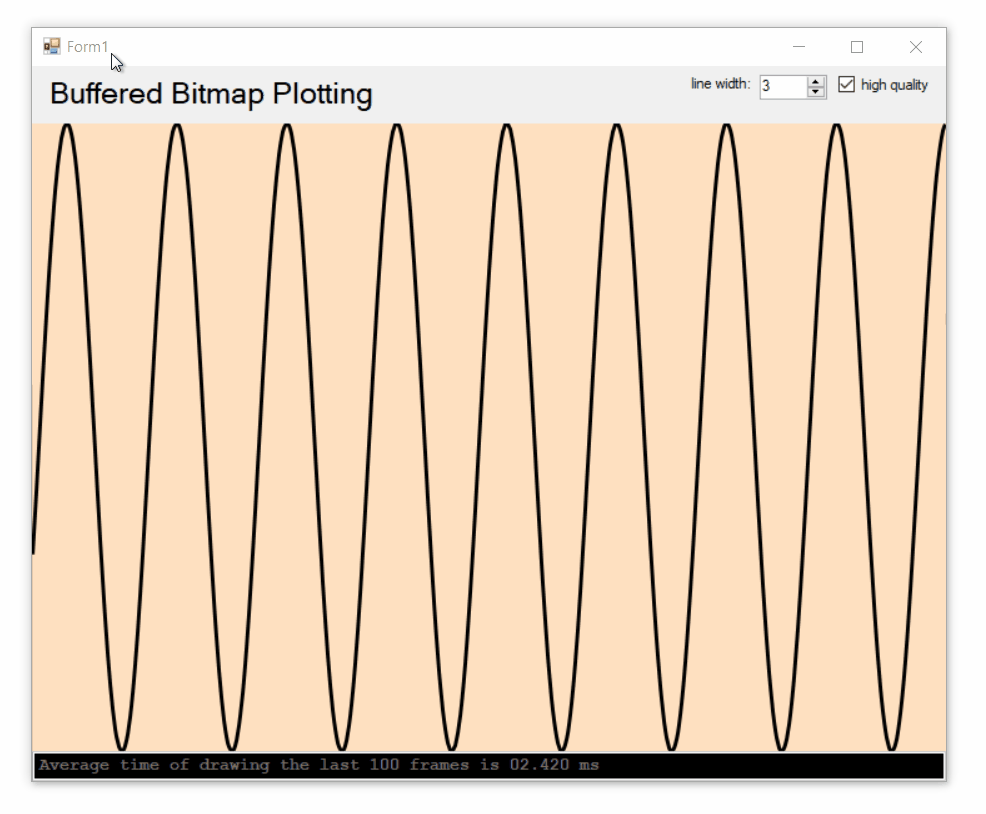 Form1
Buffered Bitmap Plotting
line width: 3 high quality
Average time of drawing the last 100 frames is 02.420 ms